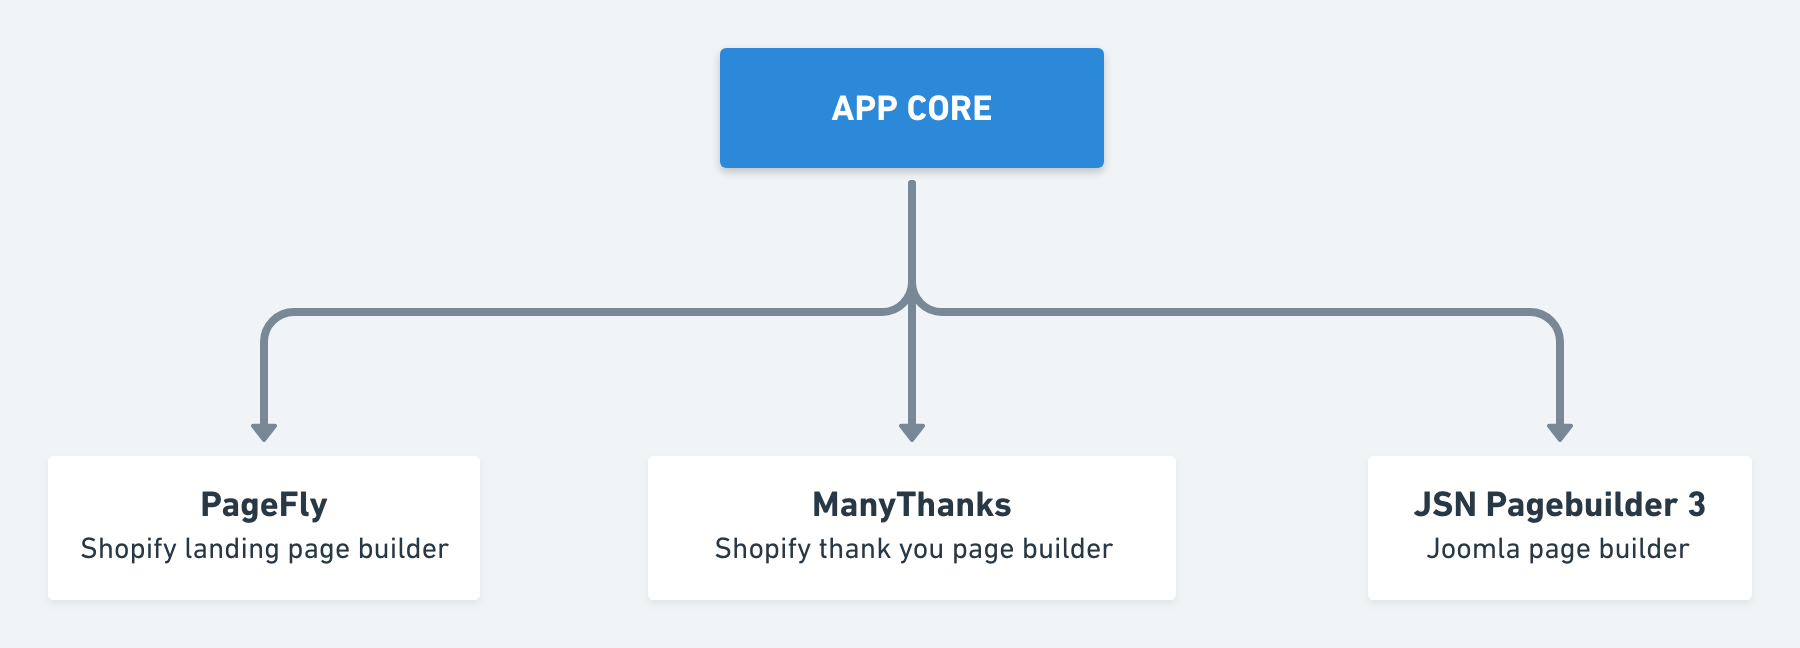 APP CORE
PageFly
Shopify landing page builder
ManyThanks
Shopify thank you page builder
JSN Pagebuilder 3
Joomla page builder